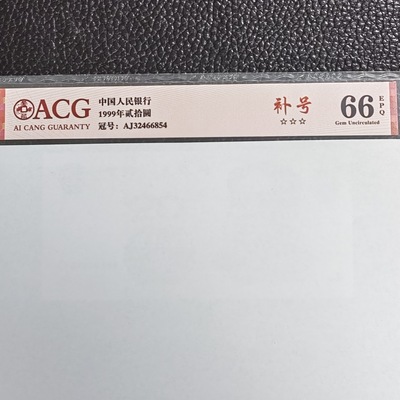 ACG
AI CANG GUARANTY
中国人民银行
1999年贰拾圆
冠号: AJ32466854
补号
☆☆☆
66 EPQ
Gem Uncirculated